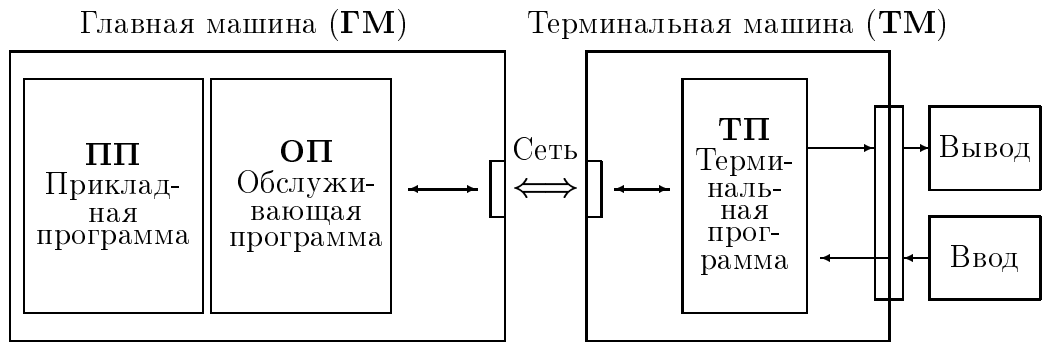 Главная машина (ГМ)
Терминальная машина (ТМ)
ПП
Приклад-
ная
программа
ОП
Обслужи-
вающая
программа
Сеть
ТП
Терми-
наль-
ная
прог-
рамма
Вывод
Ввод